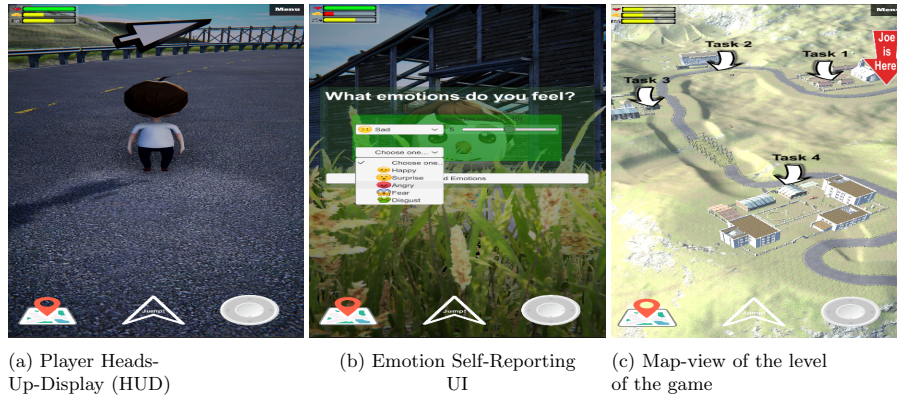 Menu
Jump!
What emotions do you feel?
Sad
5
Choose one...
Choose one...
Happy
Surprise
Angry
Fear
Disgust
d Emotions
Jump!
Menu
Joe
is
Here!
Task 2
Task 1
Task 3
Task 4
Jump!
(a) Player Heads-
Up-Display (HUD)
(b) Emotion Self-Reporting
UI
(c) Map-view of the level
of the game